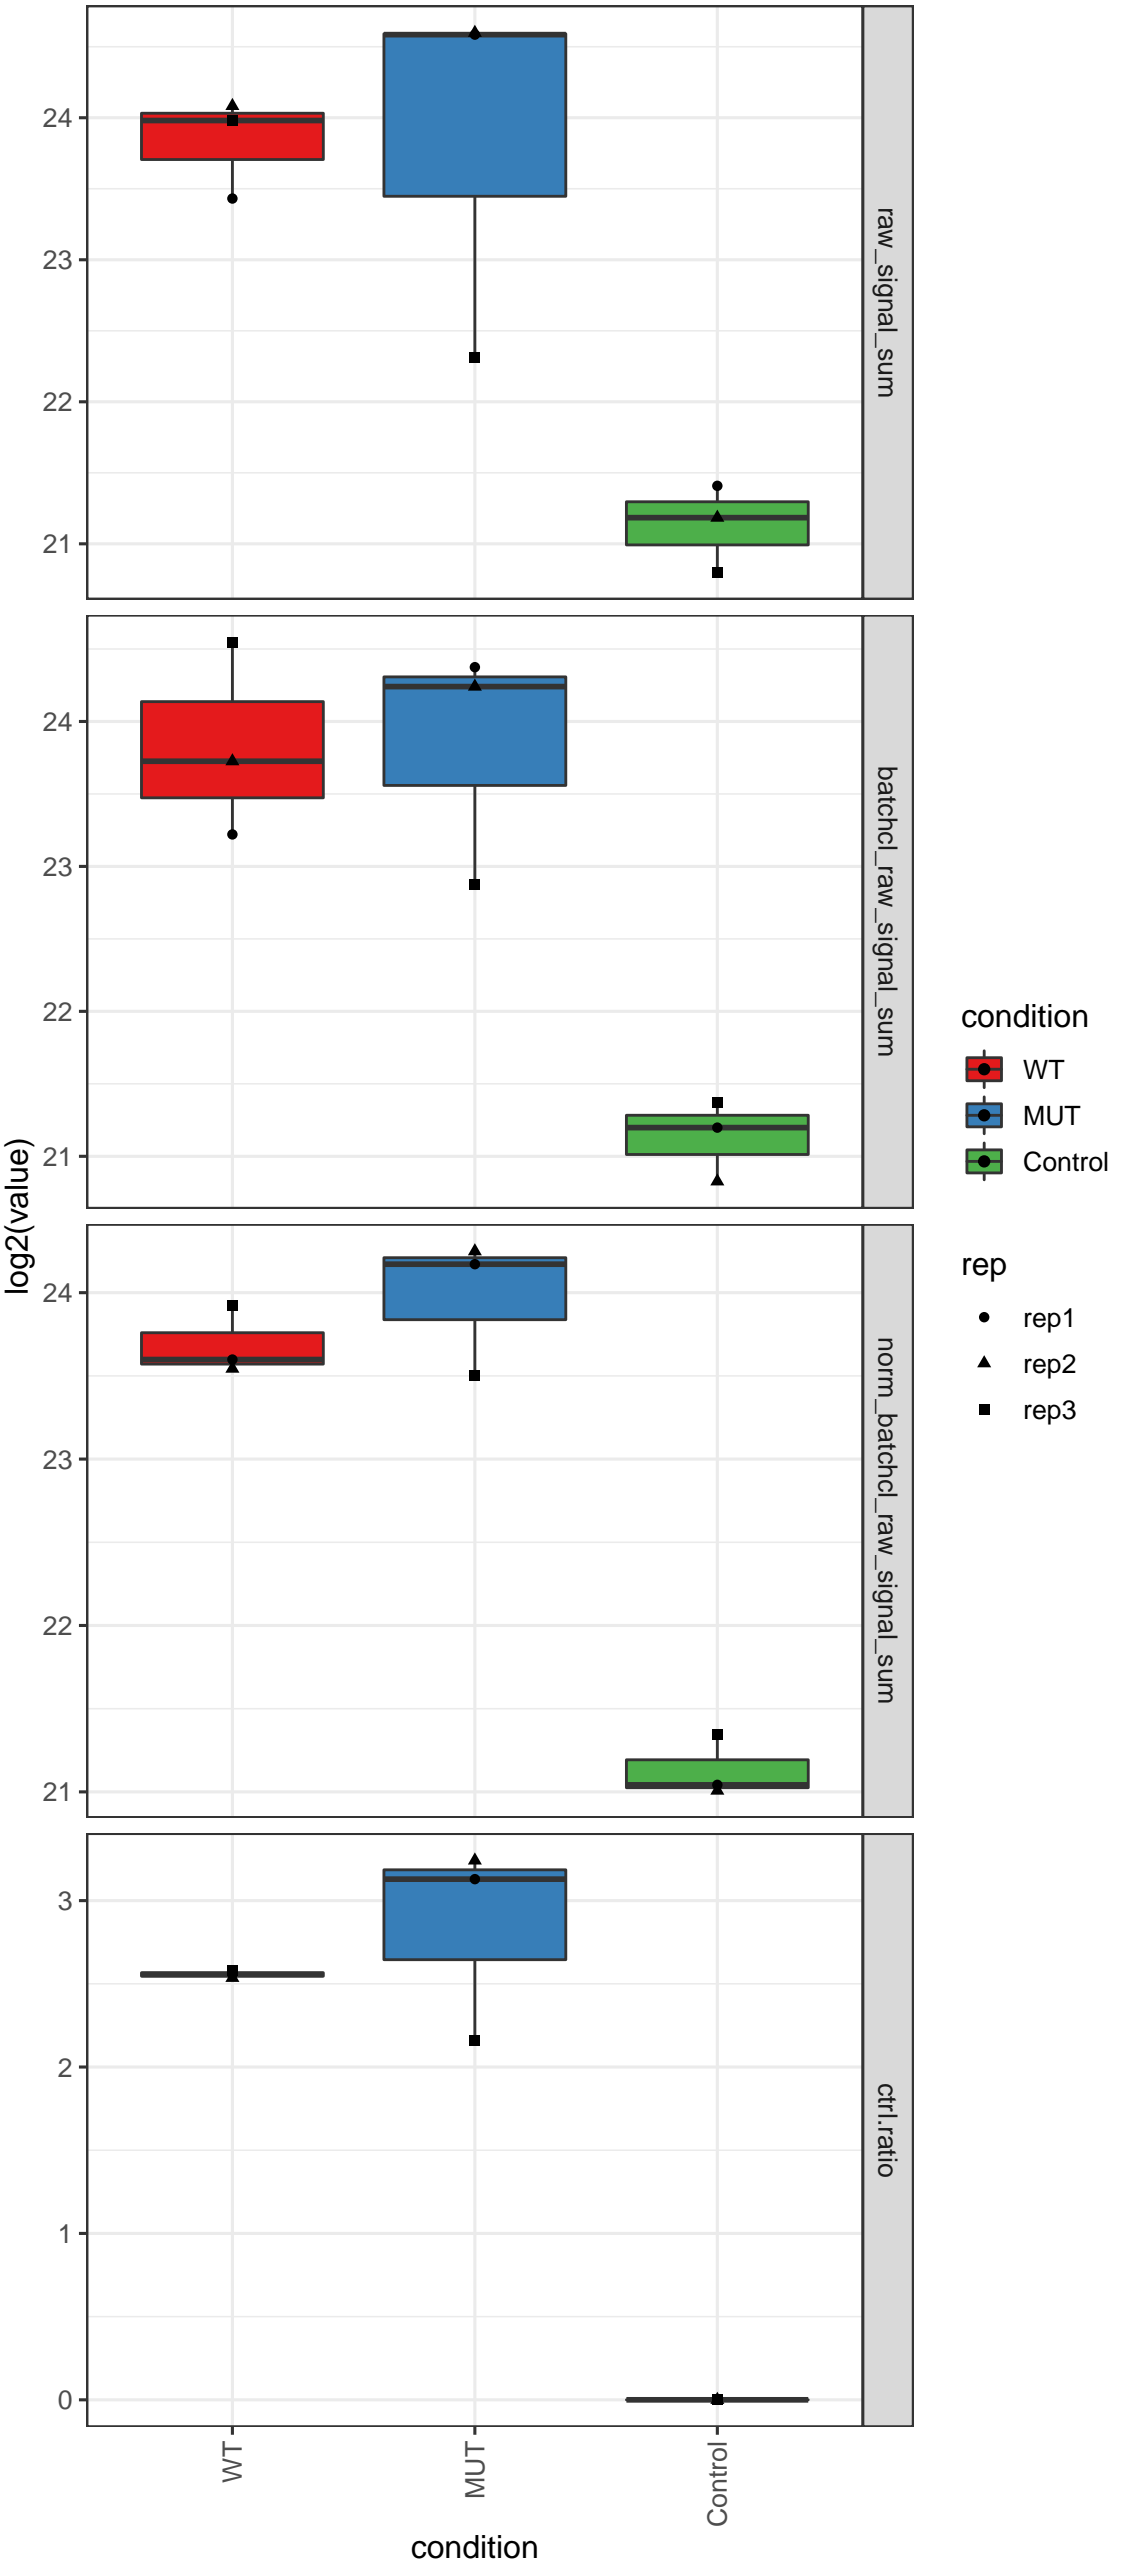 24
23
22
21
raw_signal_sum
24
23
22
21
batchcl_raw_signal_sum
24
23
22
21
norm_batchcl_raw_signal_sum
3
2
1
0
ctrl.ratio
log2(value)
WT
MUT
Control
condition
condition
WT
MUT
Control
rep
rep1
rep2
rep3